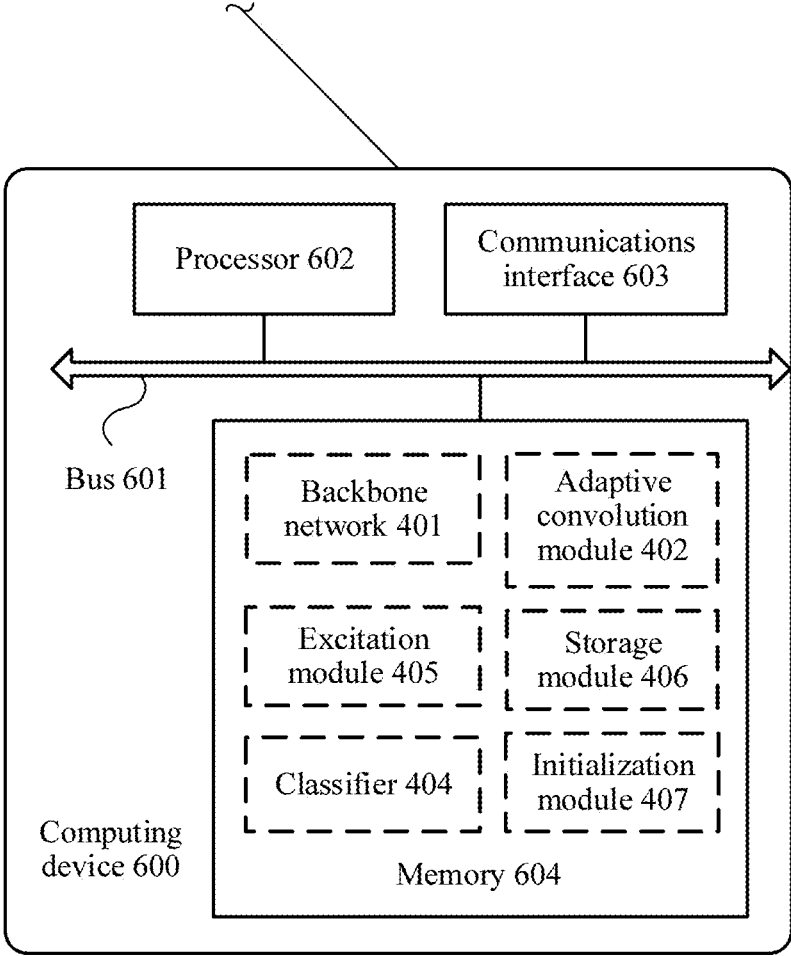 Processor 602
Communications
interface 603
Bus 601
Backbone
network 401
Adaptive
convolution
module 402
Excitation
module 405
Storage
module 406
Classifier 404
Initialization
module 407
Computing
device 600
Memory 604